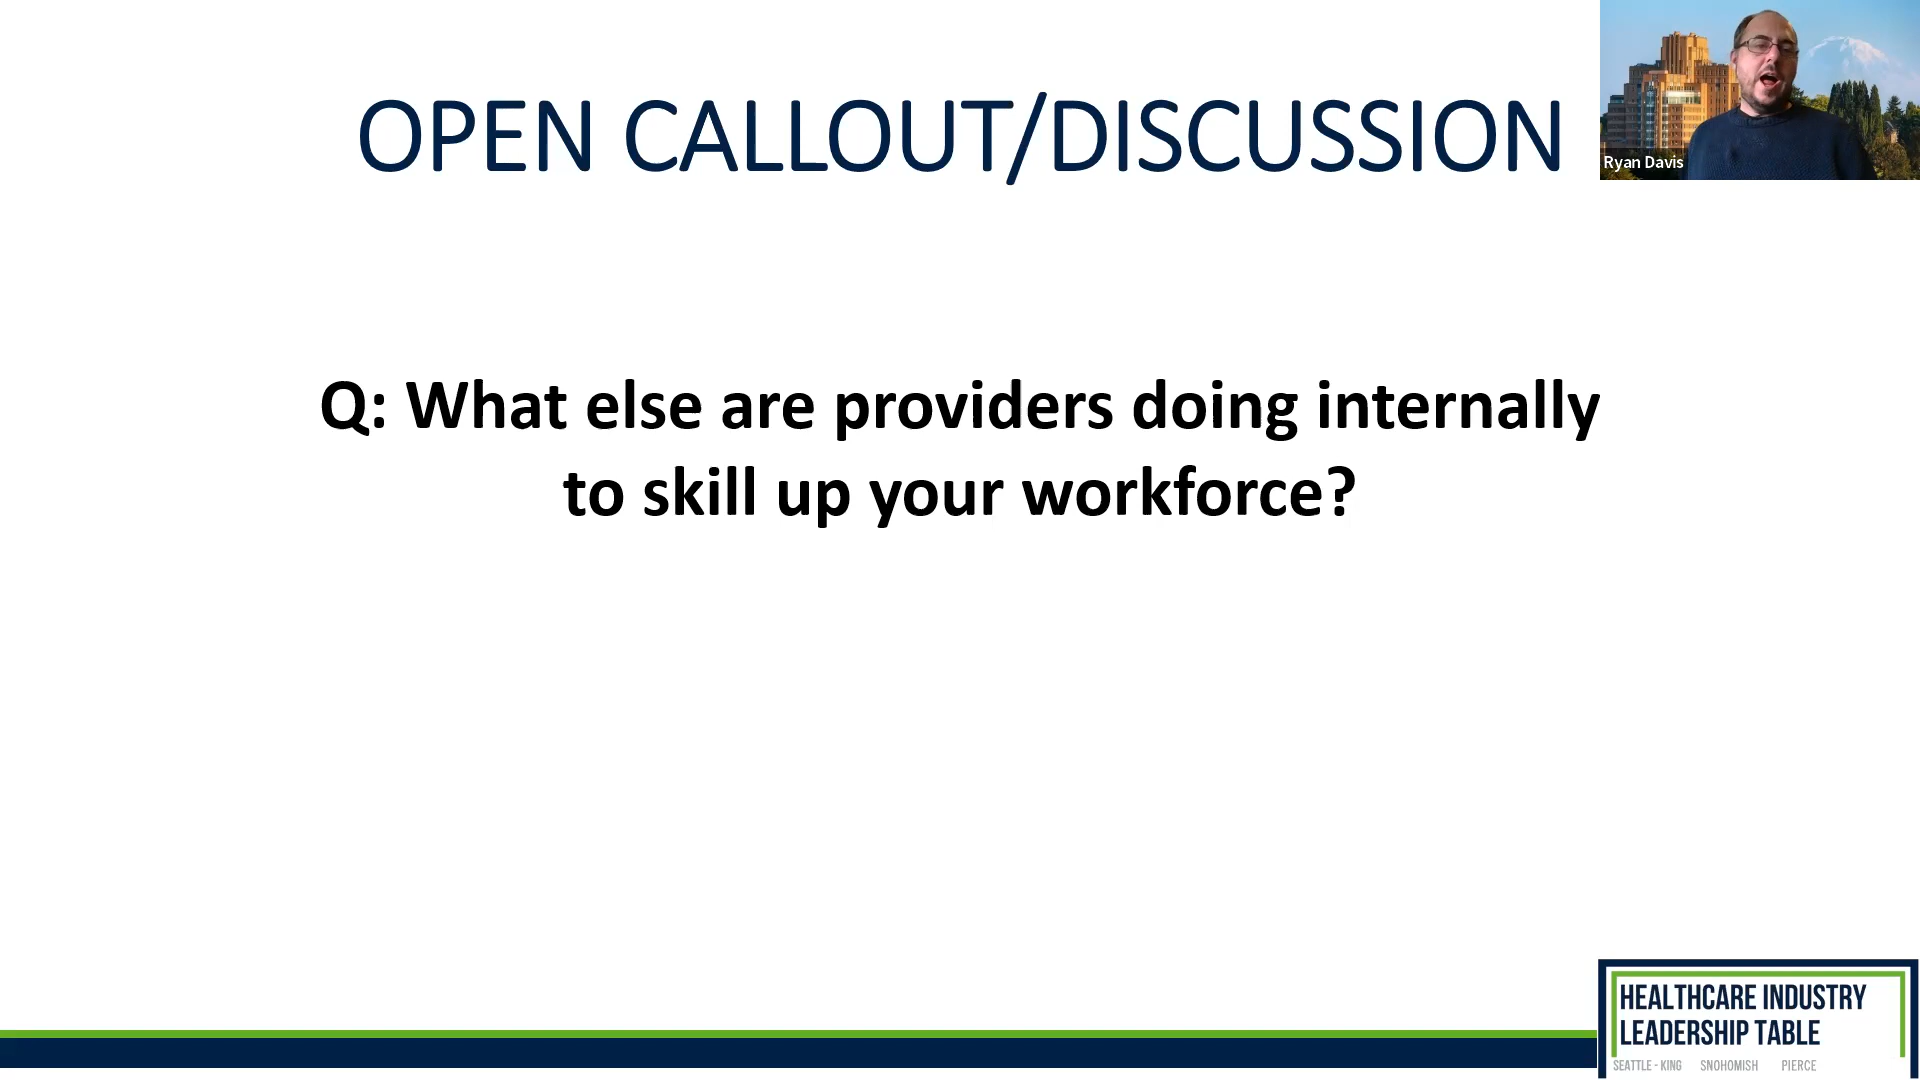 OPEN CALLOUT/DISCUSSION
Ryan Davis
Q: What else are providers doing internally
to skill up your workforce?
HEALTHCARE INDUSTRY
LEADERSHIP TABLE
SEATTLE - KING SNOHOMISH PIERCE